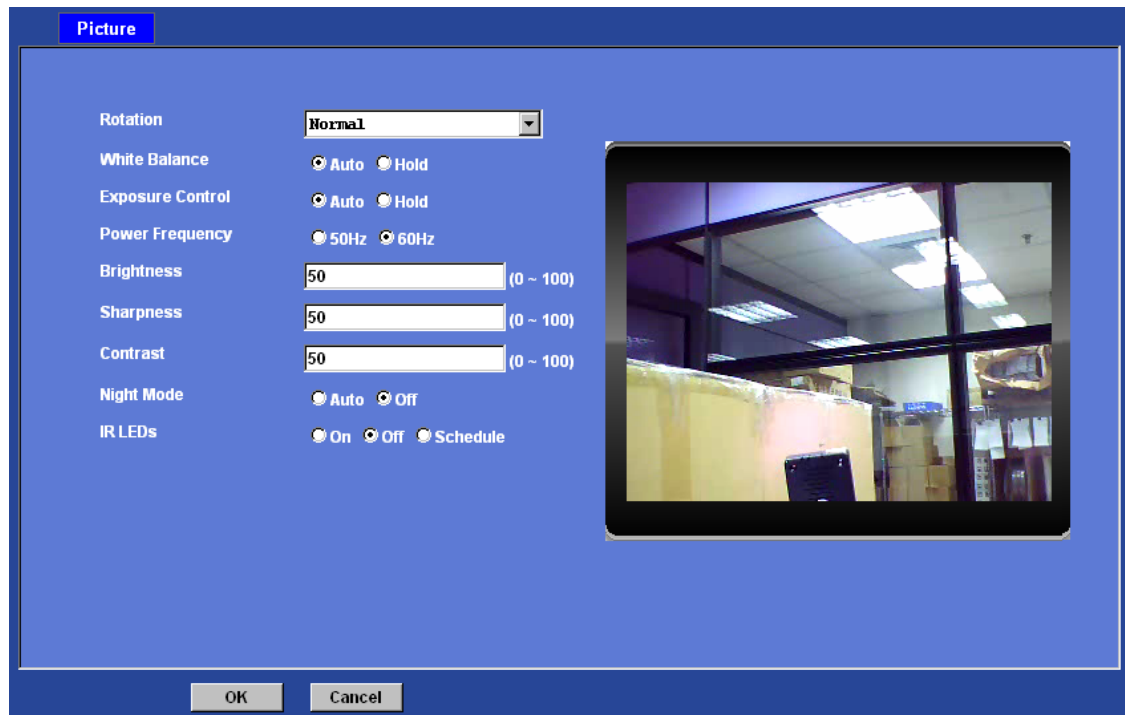 Picture
Rotation Normal
White Balance Auto Hold
Exposure Control Auto Hold
Power Frequency 50Hz 60Hz
Brightness 50 (0 ~ 100)
Sharpness 50 (0 ~ 100)
Contrast 50 (0 ~ 100)
Night Mode Auto Off
IR LEDs On Off Schedule
OK Cancel